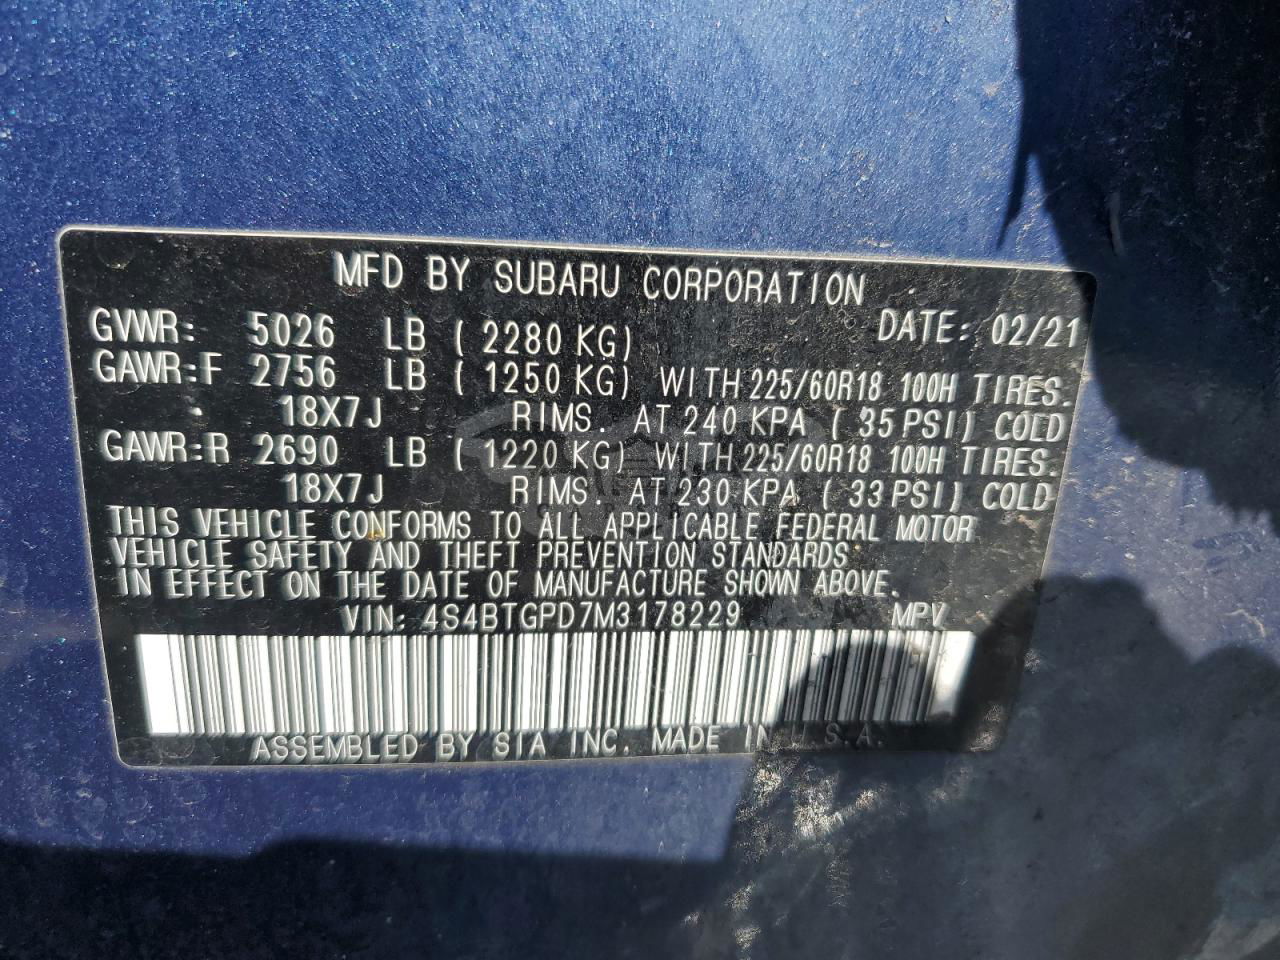 MFD BY SUBARU CORPORATION
GVWR: 5026 LB ( 2280 KG) DATE: 02/21
GAWR:F 2756 LB ( 1250 KG) WITH 225/60R18 100H TIRES.
18X7J RIMS. AT 240 KPA ( 35 PSI) COLD
GAWR:R 2690 LB ( 1220 KG) WITH 225/60R18 100H TIRES.
18X7J RIMS. AT 230 KPA ( 33 PSI) COLD
THIS VEHICLE CONFORMS TO ALL APPLICABLE FEDERAL MOTOR
VEHICLE SAFETY AND THEFT PREVENTION STANDARDS
IN EFFECT ON THE DATE OF MANUFACTURE SHOWN ABOVE.
VIN: 4S4BTGPD7M3178229 MPV
ASSEMBLED BY SIA INC. MADE IN U.S.A.